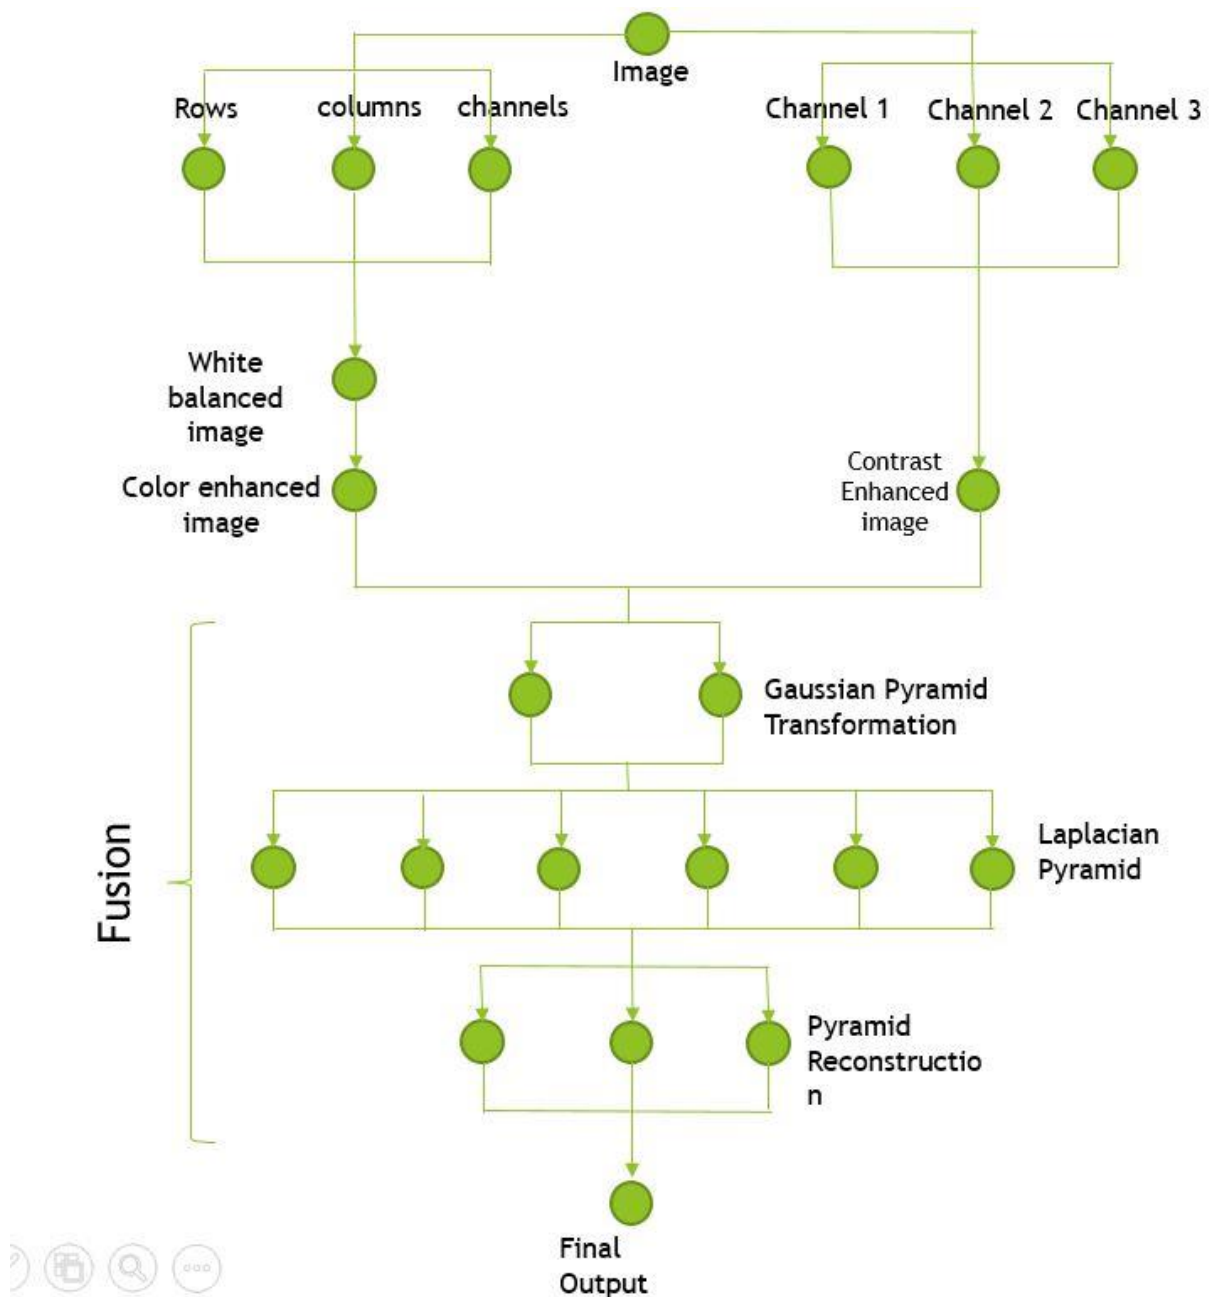 Image
Rows
columns
channels
Channel 1
Channel 2
Channel 3
White
balanced
image
Color enhanced
image
Contrast
Enhanced
image
Fusion
Gaussian Pyramid
Transformation
Laplacian
Pyramid
Pyramid
Reconstructio
n
Final
Output